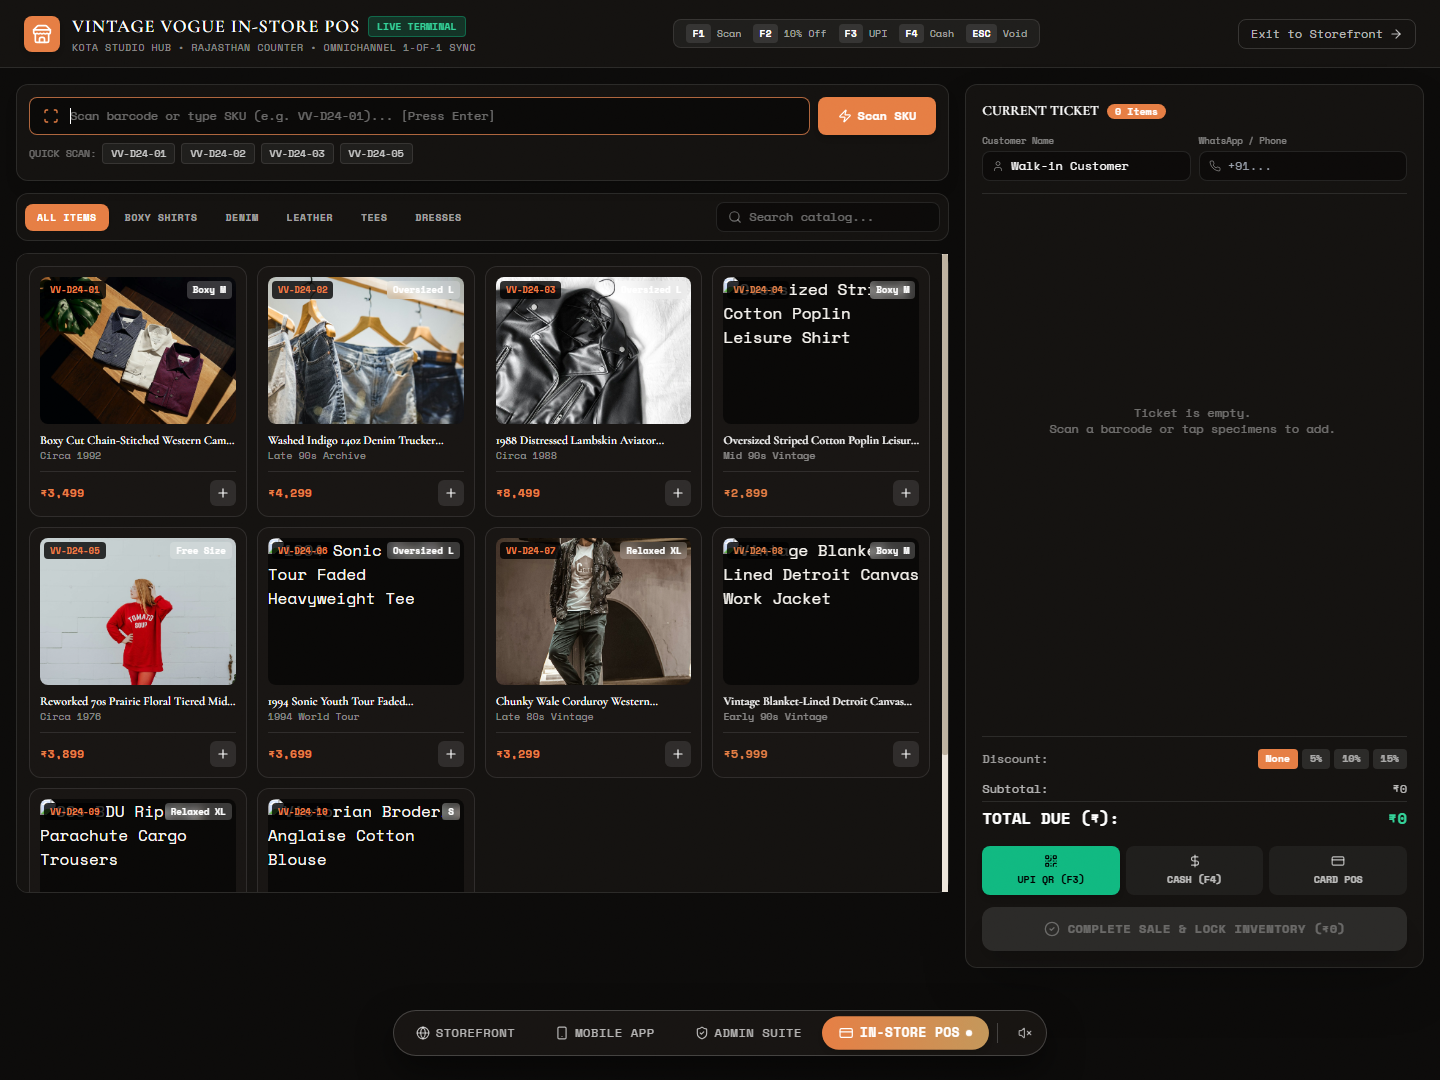 VINTAGE VOGUE IN-STORE POS
LIVE TERMINAL
KOTA STUDIO HUB • RAJASTHAN COUNTER • OMNICHANNEL 1-OF-1 SYNC
F1 Scan F2 10% Off F3 UPI F4 Cash ESC Void
Exit to Storefront →
Scan barcode or type SKU (e.g. VV-D24-01)... [Press Enter]
Scan SKU
QUICK SCAN: VV-D24-01 VV-D24-02 VV-D24-03 VV-D24-05
ALL ITEMS BOXY SHIRTS DENIM LEATHER TEES DRESSES
Search catalog...
VV-D24-01 Boxy M
Boxy Cut Chain-Stitched Western Cam...
Circa 1992
₹3,499
VV-D24-02 Oversized L
Washed Indigo 14oz Denim Trucker...
Late 90s Archive
₹4,299
VV-D24-03 Oversized L
1988 Distressed Lambskin Aviator...
Circa 1988
₹8,499
VV-D24-04 Boxy M
ized Stri
Cotton Poplin
Leisure Shirt
Oversized Striped Cotton Poplin Leisur...
Mid 90s Vintage
₹2,899
VV-D24-05 Free Size
TOMATO
SOUP
Reworked 70s Prairie Floral Tiered Mid...
Circa 1976
₹3,899
VV-D24-06 Oversized L
Sonic
Tour Faded
Heavyweight Tee
1994 Sonic Youth Tour Faded...
1994 World Tour
₹3,699
VV-D24-07 Relaxed XL
Chunky Wale Corduroy Western...
Late 80s Vintage
₹3,299
VV-D24-08 Boxy M
ge Blanke
Lined Detroit Canvas
Work Jacket
Vintage Blanket-Lined Detroit Canvas...
Early 90s Vintage
₹5,999
VV-D24-09 Relaxed XL
DU Rip
Parachute Cargo
Trousers
VV-D24-10 S
rian Broder
Anglaise Cotton
Blouse
CURRENT TICKET 0 Items
Customer Name WhatsApp / Phone
Walk-in Customer +91...
Ticket is empty.
Scan a barcode or tap specimens to add.
Discount: None 5% 10% 15%
Subtotal: ₹0
TOTAL DUE (₹): ₹0
UPI QR (F3) CASH (F4) CARD POS
COMPLETE SALE & LOCK INVENTORY (₹0)
STOREFRONT MOBILE APP ADMIN SUITE IN-STORE POS